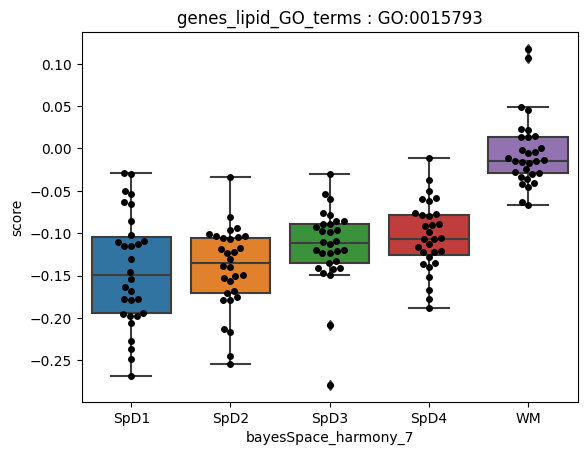 genes_lipid_GO_terms : GO:0015793
0.10
0.05
0.00
−0.05
−0.10
−0.15
−0.20
−0.25
score
SpD1 SpD2 SpD3 SpD4 WM
bayesSpace_harmony_7